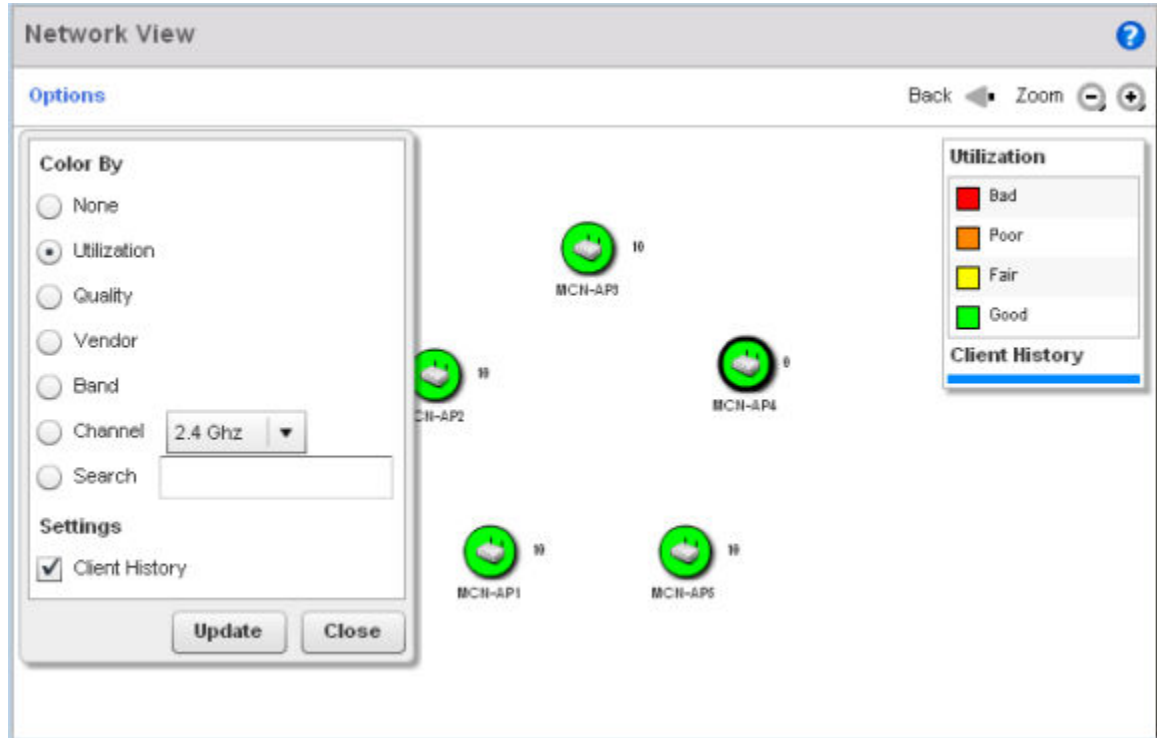 Network View
?
Options
Back Zoom
Color By
None
Utilization
Quality
Vendor
Band
Channel 2.4 Ghz
Search
Settings
Client History
Update Close
10
MCN-AP3
10
CN-AP2
0
MCN-AP4
10
MCN-AP1
10
MCN-AP5
Utilization
Bad
Poor
Fair
Good
Client History